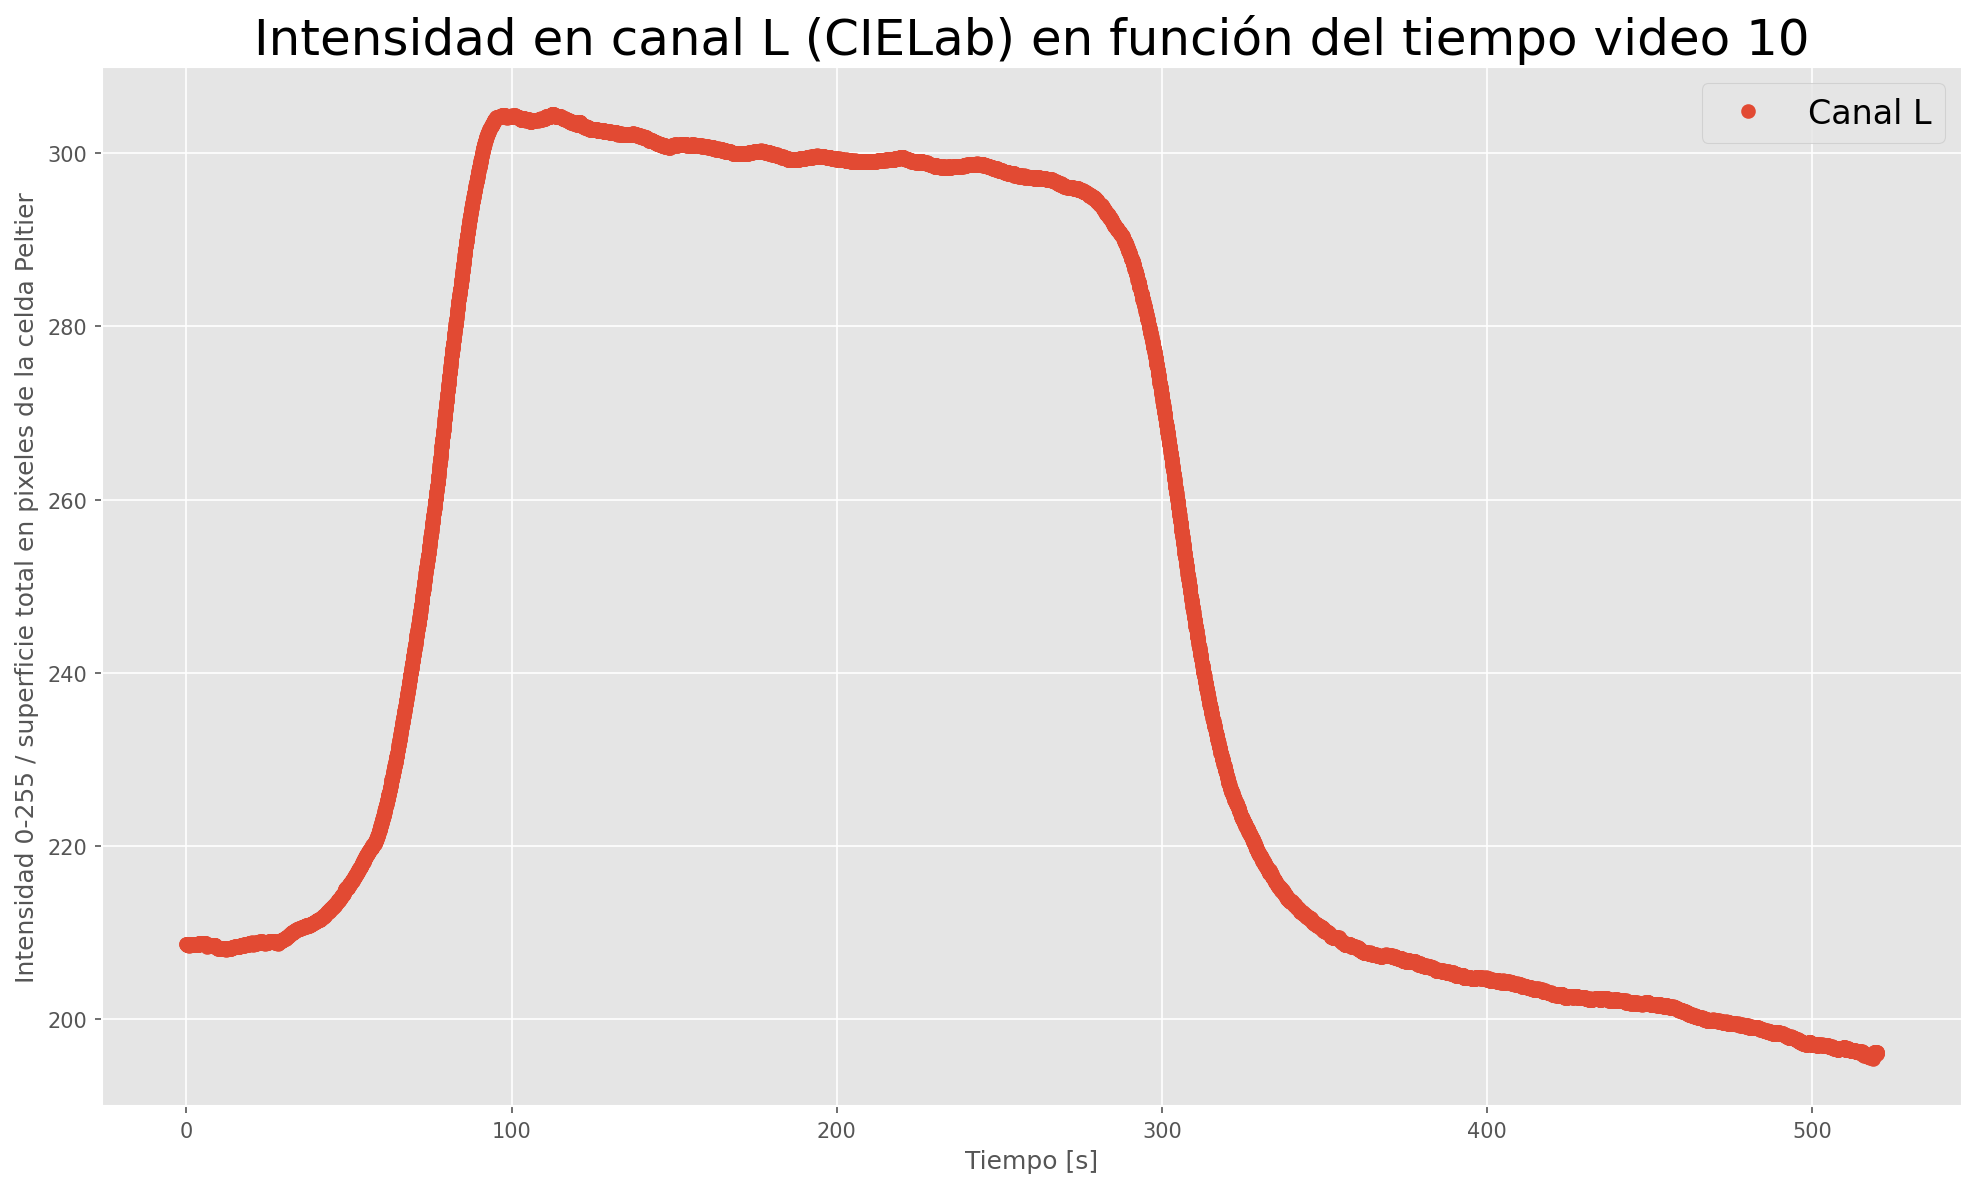 Intensidad en canal L (CIELab) en función del tiempo video 10
Canal L
Intensidad 0-255 / superficie total en pixeles de la celda Peltier
300
280
260
240
220
200
0 100 200 300 400 500
Tiempo [s]